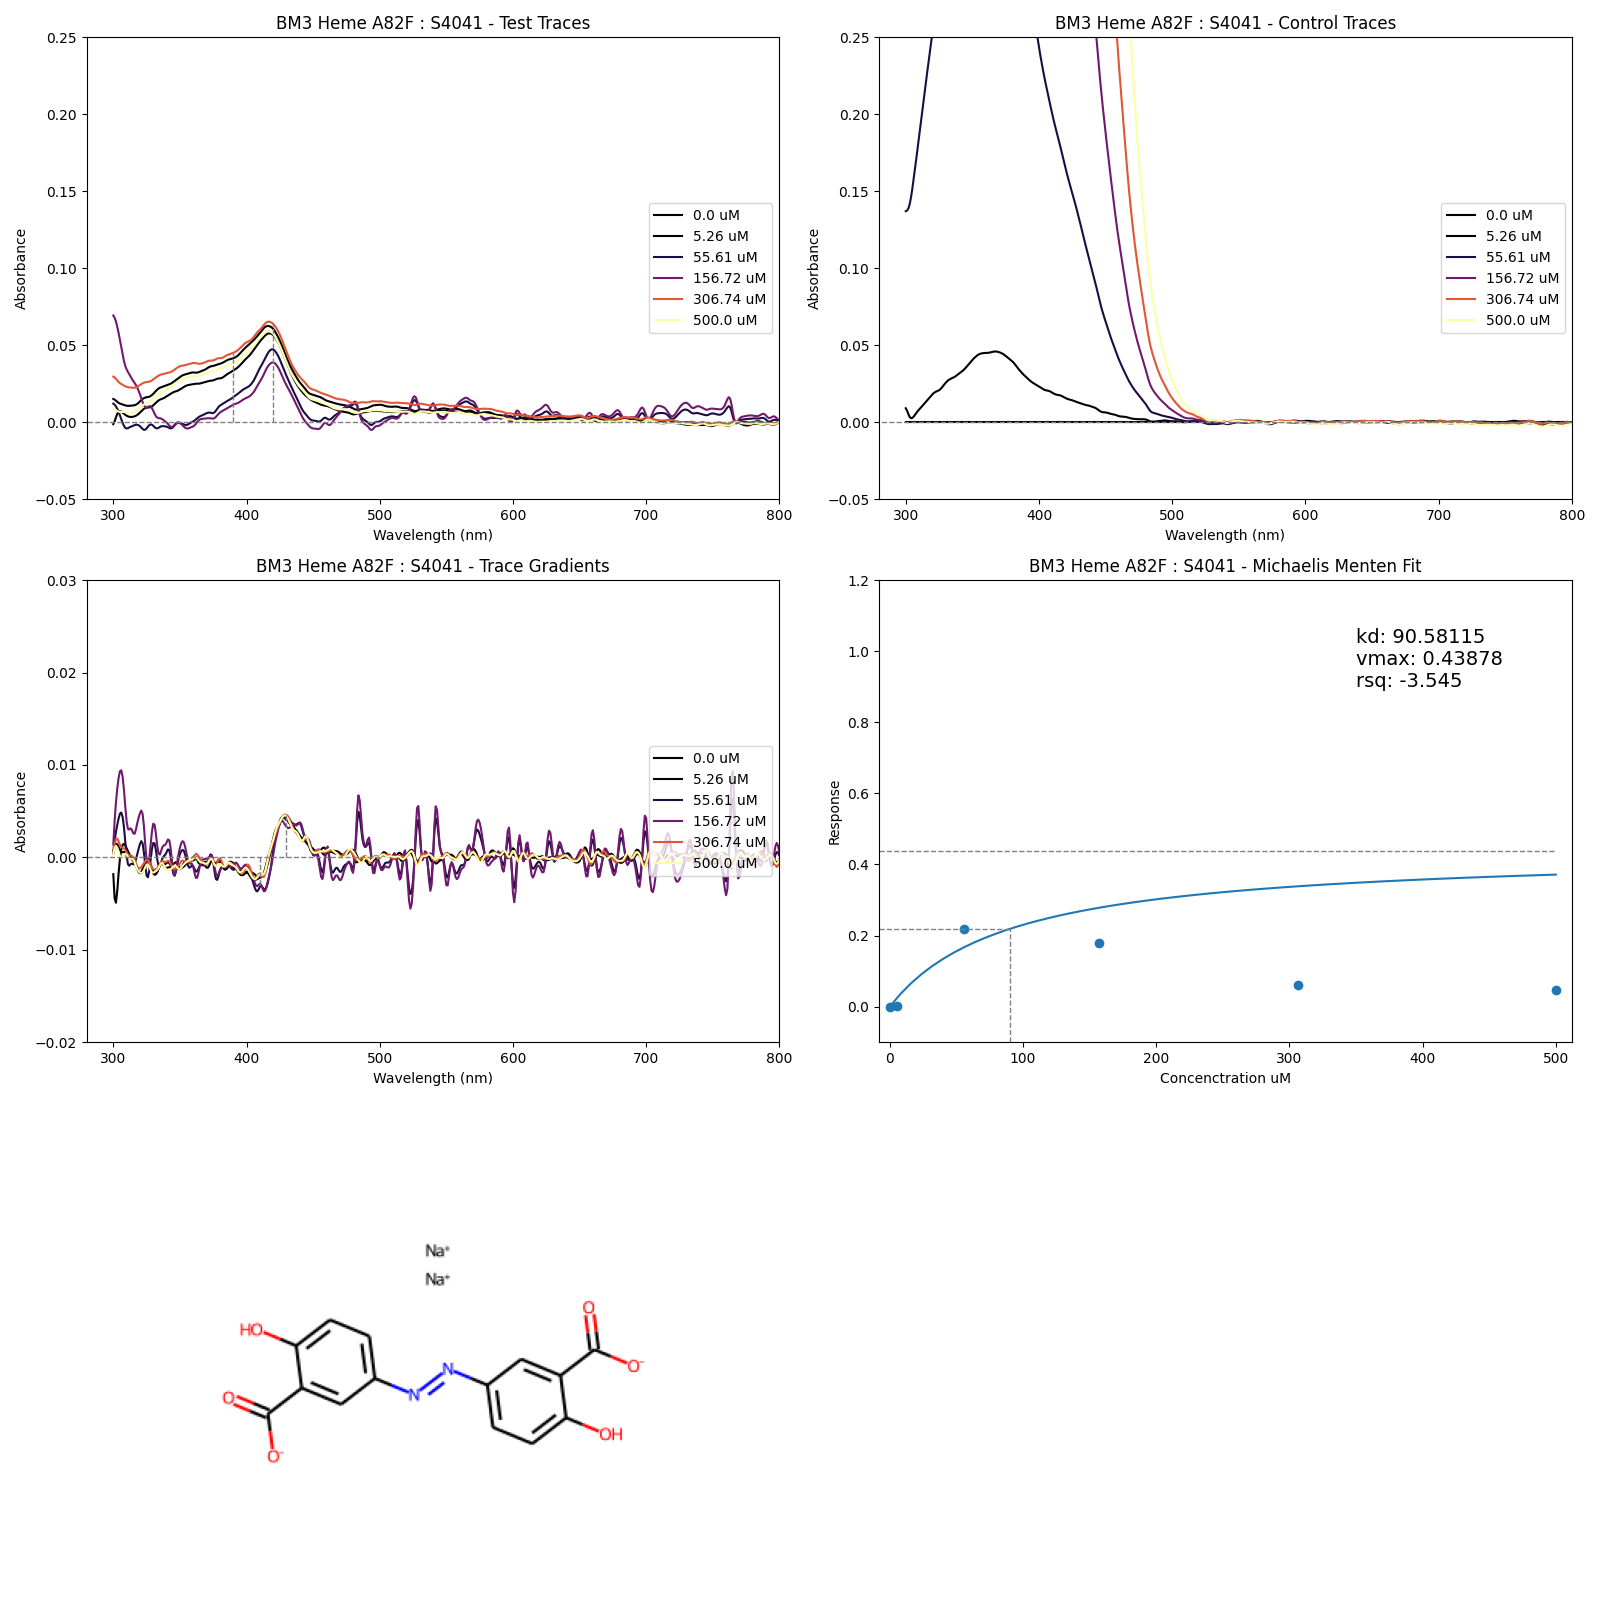 BM3 Heme A82F : S4041 - Test Traces
0.25
0.20
0.15
0.10
0.05
0.00
−0.05
Absorbance
300
400
500
600
700
800
Wavelength (nm)
0.0 uM
5.26 uM
55.61 uM
156.72 uM
306.74 uM
500.0 uM
BM3 Heme A82F : S4041 - Control Traces
0.25
0.20
0.15
0.10
0.05
0.00
−0.05
Absorbance
300
400
500
600
700
800
Wavelength (nm)
0.0 uM
5.26 uM
55.61 uM
156.72 uM
306.74 uM
500.0 uM
BM3 Heme A82F : S4041 - Trace Gradients
0.03
0.02
0.01
0.00
−0.01
−0.02
Absorbance
300
400
500
600
700
800
Wavelength (nm)
0.0 uM
5.26 uM
55.61 uM
156.72 uM
306.74 uM
500.0 uM
BM3 Heme A82F : S4041 - Michaelis Menten Fit
1.2
1.0
0.8
0.6
0.4
0.2
0.0
Response
0
100
200
300
400
500
Concenctration uM
kd: 90.58115
vmax: 0.43878
rsq: -3.545
Na+
Na+
HO
O
O-
N
N
O
O-
OH